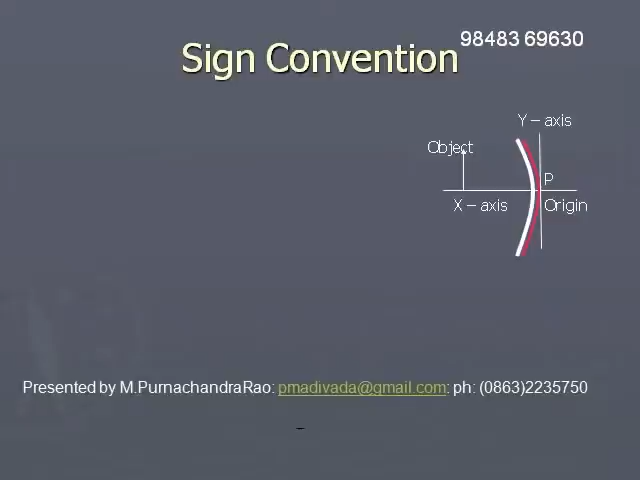 98483 69630
Sign Convention
Y – axis
Object
P
X – axis
Origin
Presented by M.PurnachandraRao: pmadivada@gmail.com: ph: (0863)2235750